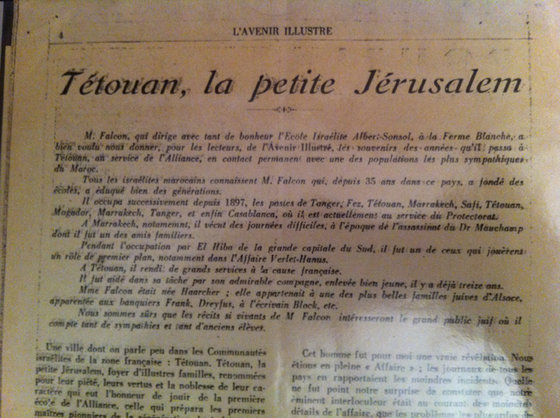 4
L'AVENIR ILLUSTRE
Tétouan, la petite Jérusalem
M. Falcon, qui dirige avec tant de bonheur l'Ecole Israélite Albert-Sonsol, à la Ferme Blanche, a
bien voulu nous donner, pour les lecteurs, de l'Avenir Illustré, les souvenirs des années qu'il passa à
Tétouan, au service de l'Alliance, en contact permanent avec une des populations les plus sympathiques
du Maroc.
Tous les israélites marocains connaissent M. Falcon qui, depuis 35 ans dans ce pays, a fondé des
écoles, a éduqué bien des générations.
Il occupa successivement depuis 1897, les postes de Tanger, Fez, Tétouan, Marrakech, Safi, Tétouan,
Mogador, Marrakech, Tanger, et enfin Casablanca, où il est actuellement au service du Protectorat.
A Marrakech, notamment, il vécut des journées difficiles, à l'époque de l'assassinat du Dr Mauchamp
dont il fut un des amis familiers.
Pendant l'occupation par El Hiba de la grande capitale du Sud, il fut un de ceux qui jouèrent
un rôle de premier plan, notamment dans l'Affaire Verlet-Hanus.
A Tétouan, il rendit de grands services à la cause française.
Il fut aidé dans sa tâche par son admirable compagne, enlevée bien jeune, il y a déjà treize ans.
Mme Falcon était née Haarcher ; elle appartenait à une des plus belles familles juives d'Alsace,
apparentée aux banquiers Frank, Dreyfus, à l'écrivain Block, etc.
Nous sommes sûrs que les récits si vivants de M Falcon intéresseront le grand public juif où il
compte tant de sympathies et tant d'anciens élèves.
Une ville dont on parle peu dans les Communautés
israélites de la zone française : Tétouan. Tétouan, la
petite Jérusalem, foyer d'illustres familles, renommées
pour leur piété, leurs vertus et la noblesse de leur ca-
ractère qui eut l'honneur de jouir de la première
école de l'Alliance, celle qui prépara les premiers
maîtres pionniers de la
Cet homme fut pour moi une vraie révélation. Nous
étions en pleine « Affaire » ; les journaux de tous les
pays en rapportaient les moindres incidents. Quelle
ne fut point notre surprise de constater que notre
éminent interlocuteur était au courant des moindres
détails de l'affaire, que les problèmes les